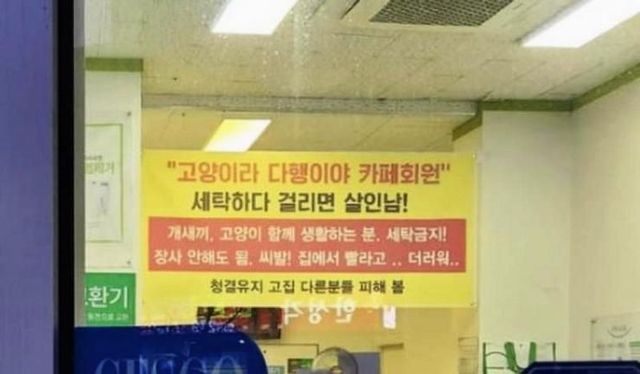 "고양이라 다행이야 카페회원"
세탁하다 걸리면 살인남!
개새끼, 고양이 함께 생활하는 분. 세탁금지!
장사 안해도 됨. 씨발! 집에서 빨라고 .. 더러워..
청결유지 고집 다른분들 피해 봄
환기